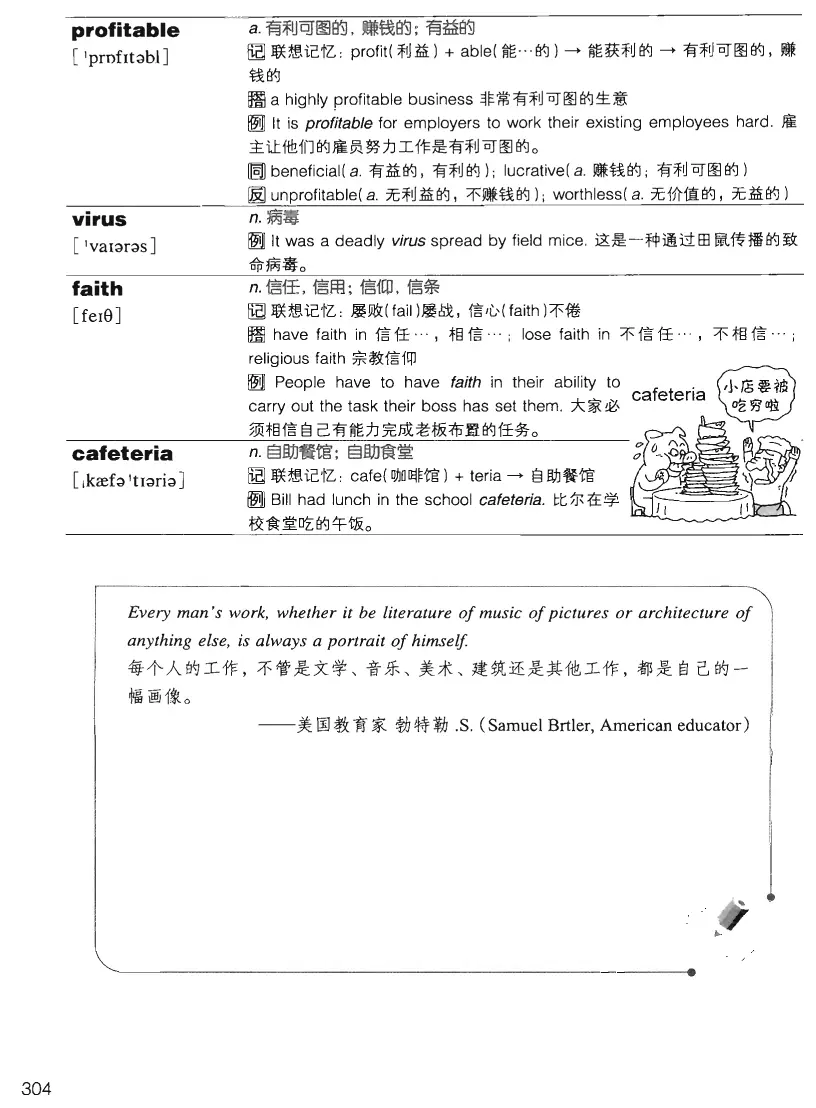 profitable a. 有利可图的, 赚钱的; 有益的
[ˈprɒfɪtəbl] 记 联想记忆: profit( 利益 ) + able( 能…的 ) → 能获利的 → 有利可图的, 赚
钱的
搭 a highly profitable business 非常有利可图的生意
例 It is profitable for employers to work their existing employees hard. 雇
主让他们的雇员努力工作是有利可图的。
同 beneficial( a. 有益的, 有利的 ); lucrative( a. 赚钱的; 有利可图的 )
反 unprofitable( a. 无利益的, 不赚钱的 ); worthless( a. 无价值的, 无益的 )
virus n. 病毒
[ˈvaɪərəs] 例 It was a deadly virus spread by field mice. 这是一种通过田鼠传播的致
命病毒。
faith n. 信任, 信用; 信仰, 信条
[feɪθ] 记 联想记忆: 屡败( fail )屡战, 信心( faith )不倦
搭 have faith in 信任…, 相信…; lose faith in 不信任…, 不相信…;
religious faith 宗教信仰
例 People have to have faith in their ability to
carry out the task their boss has set them. 大家必
须相信自己有能力完成老板布置的任务。
cafeteria
小店要被
吃穷啦
cafeteria n. 自助餐馆; 自助食堂
[ˌkæfəˈtɪəriə] 记 联想记忆: cafe( 咖啡馆 ) + teria → 自助餐馆
例 Bill had lunch in the school cafeteria. 比尔在学
校食堂吃的午饭。
Every man's work, whether it be literature of music of pictures or architecture of
anything else, is always a portrait of himself.
每个人的工作, 不管是文学、音乐、美术、建筑还是其他工作, 都是自己的一
幅画像。
——美国教育家 勃特勒 .S. ( Samuel Brtler, American educator )
304